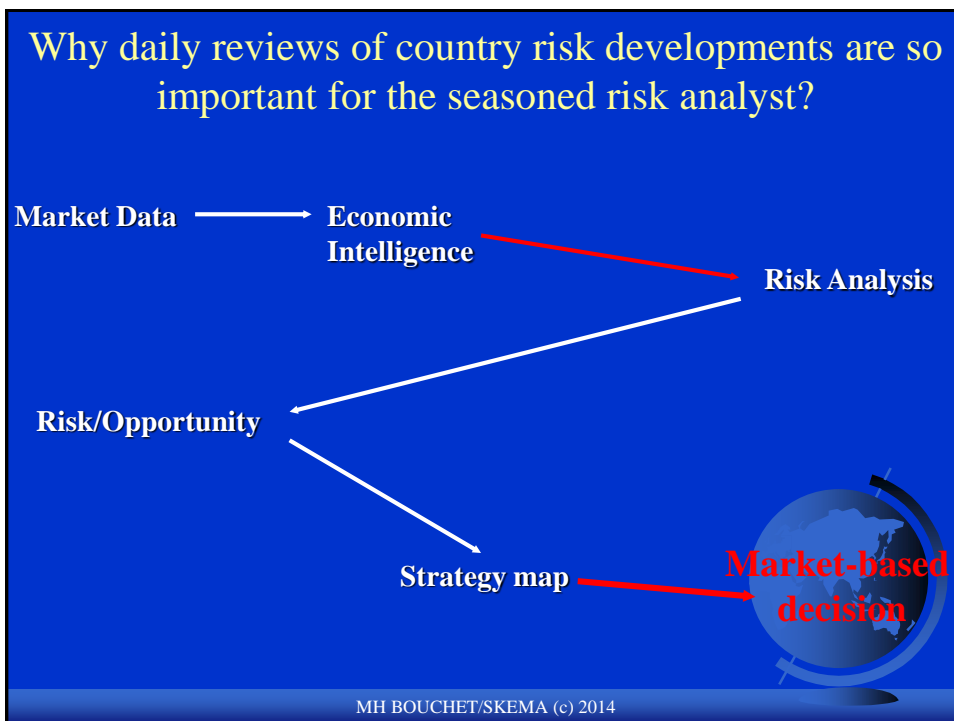 Why daily reviews of country risk developments are so
important for the seasoned risk analyst?
Market Data
Economic
Intelligence
Risk Analysis
Risk/Opportunity
Strategy map
Market-based
decision
MH BOUCHET/SKEMA (c) 2014